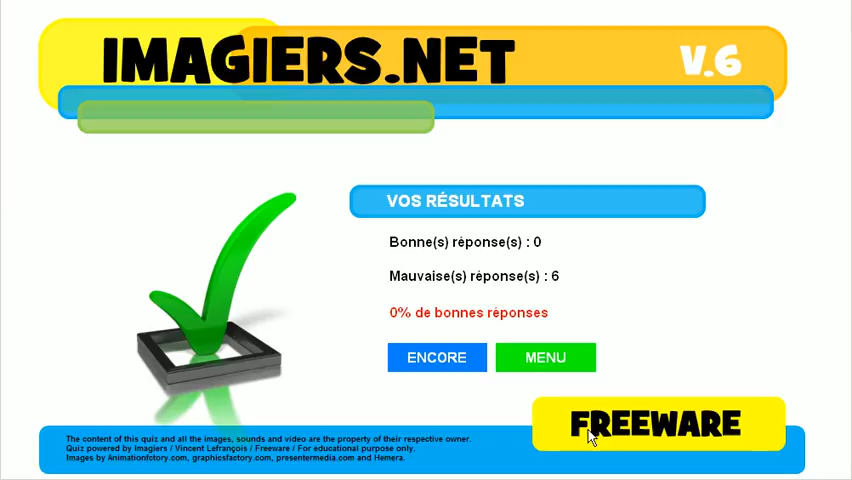 IMAGIERS.NET
V.6
VOS RÉSULTATS
Bonne(s) réponse(s) : 0
Mauvaise(s) réponse(s) : 6
0% de bonnes réponses
ENCORE
MENU
FREEWARE
The content of this quiz and all the images, sounds and video are the property of their respective owner.
Quiz powered by Imagiers / Vincent Lefrançois / Freeware / For educational purpose only.
Images by Animationfctory.com, graphicsfactory.com, presentermedia.com and Hemera.